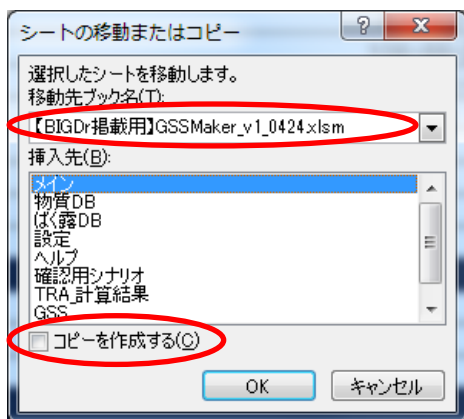 シートの移動またはコピー
選択したシートを移動します。
移動先ブック名(T):
【BIGDr掲載用】GSSMaker_v1_0424.xlsm
挿入先(B):
メイン
物質DB
ばく露DB
設定
ヘルプ
確認用シナリオ
TRA_計算結果
GSS
コピーを作成する(C)
OK
キャンセル